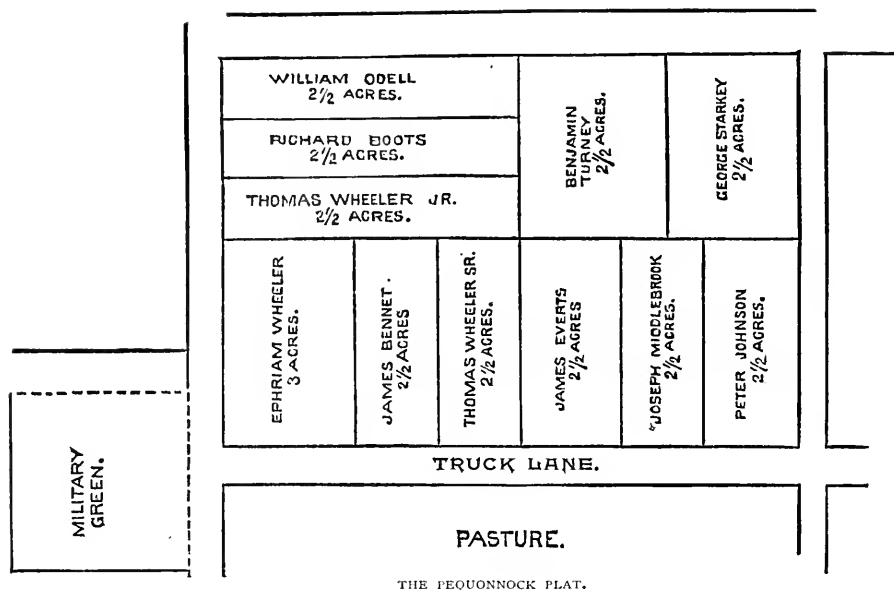 WILLIAM ODELL
2½ ACRES.
RICHARD BOOTS
2½ ACRES.
THOMAS WHEELER JR.
2½ ACRES.
BENJAMIN
TURNEY
2½ ACRES.
GEORGE STARKEY
2½ ACRES.
EPHRIAM WHEELER
3 ACRES.
JAMES BENNET.
2½ ACRES
THOMAS WHEELER SR.
2½ ACRES.
JAMES EVERTS
2½ ACRES
JOSEPH MIDDLEBROOK
2½ ACRES.
PETER JOHNSON
2½ ACRES.
TRUCK LANE.
MILITARY
GREEN.
PASTURE.
THE PEQUONNOCK PLAT.